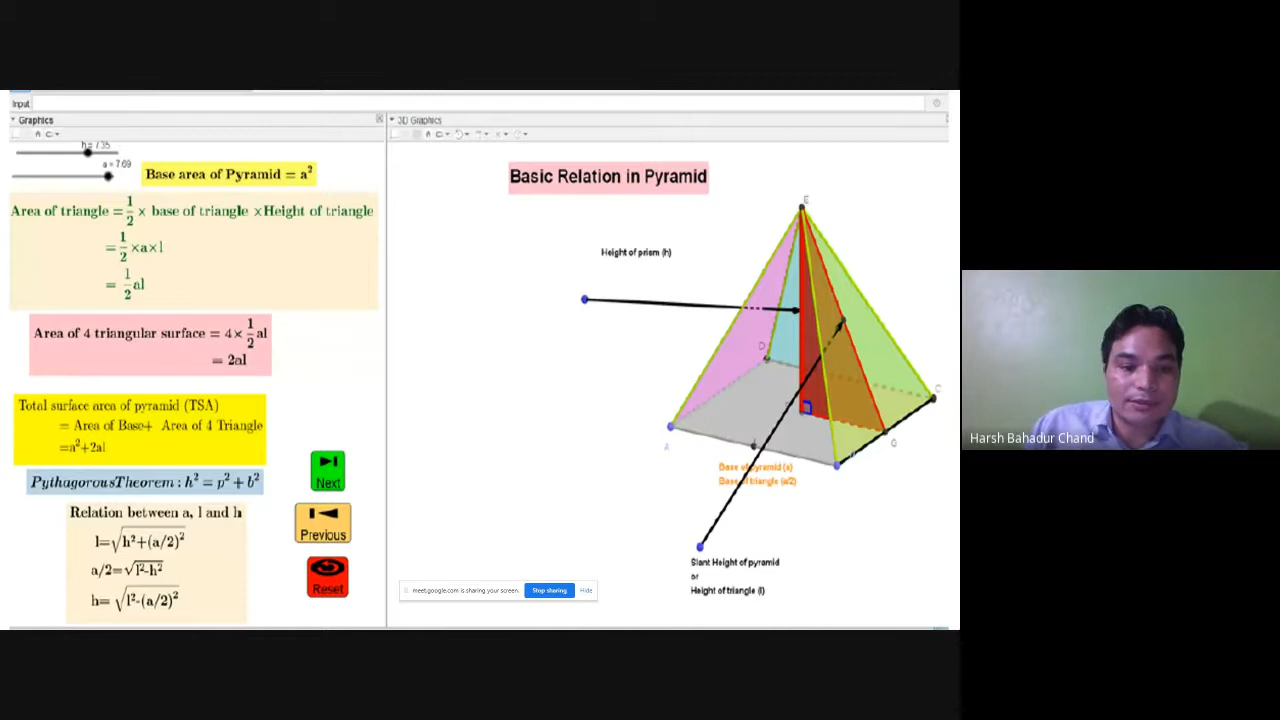 Input
Graphics
3D Graphics
h = 7.35
a = 7.69
Base area of Pyramid = a²
Area of triangle = 1/2 × base of triangle ×Height of triangle
= 1/2 ×a×l
= 1/2 al
Area of 4 triangular surface = 4× 1/2 al
= 2al
Total surface area of pyramid (TSA)
= Area of Base+ Area of 4 Triangle
=a²+2al
PythagorousTheorem : h² = p² + b²
Relation between a, l and h
l=√h²+(a/2)²
a/2=√l²-h²
h= √l²-(a/2)²
Next
Previous
Reset
Basic Relation in Pyramid
E
Height of prism (h)
D
C
A
G
Base of pyramid (a)
Base of triangle (a/2)
Slant Height of pyramid
or
Height of triangle (l)
meet.google.com is sharing your screen.
Stop sharing
Hide
Harsh Bahadur Chand